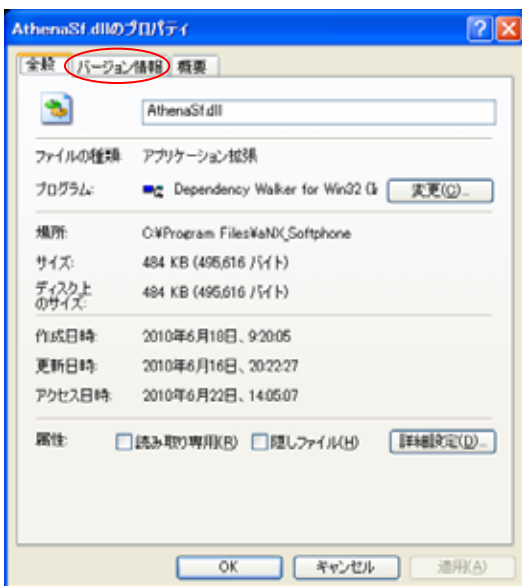 AthenaSf.dllのプロパティ
全般 バージョン情報 概要
AthenaSf.dll
ファイルの種類: アプリケーション拡張
プログラム: Dependency Walker for Win32 変更(C)...
場所: C:¥Program Files¥aNX_Softphone
サイズ: 484 KB (495,616 バイト)
ディスク上
のサイズ: 484 KB (495,616 バイト)
作成日時: 2010年6月18日、9:20:05
更新日時: 2010年6月16日、20:22:27
アクセス日時: 2010年6月22日、14:05:07
属性: 読み取り専用(R) 隠しファイル(H) 詳細設定(D)...
OK キャンセル 適用(A)